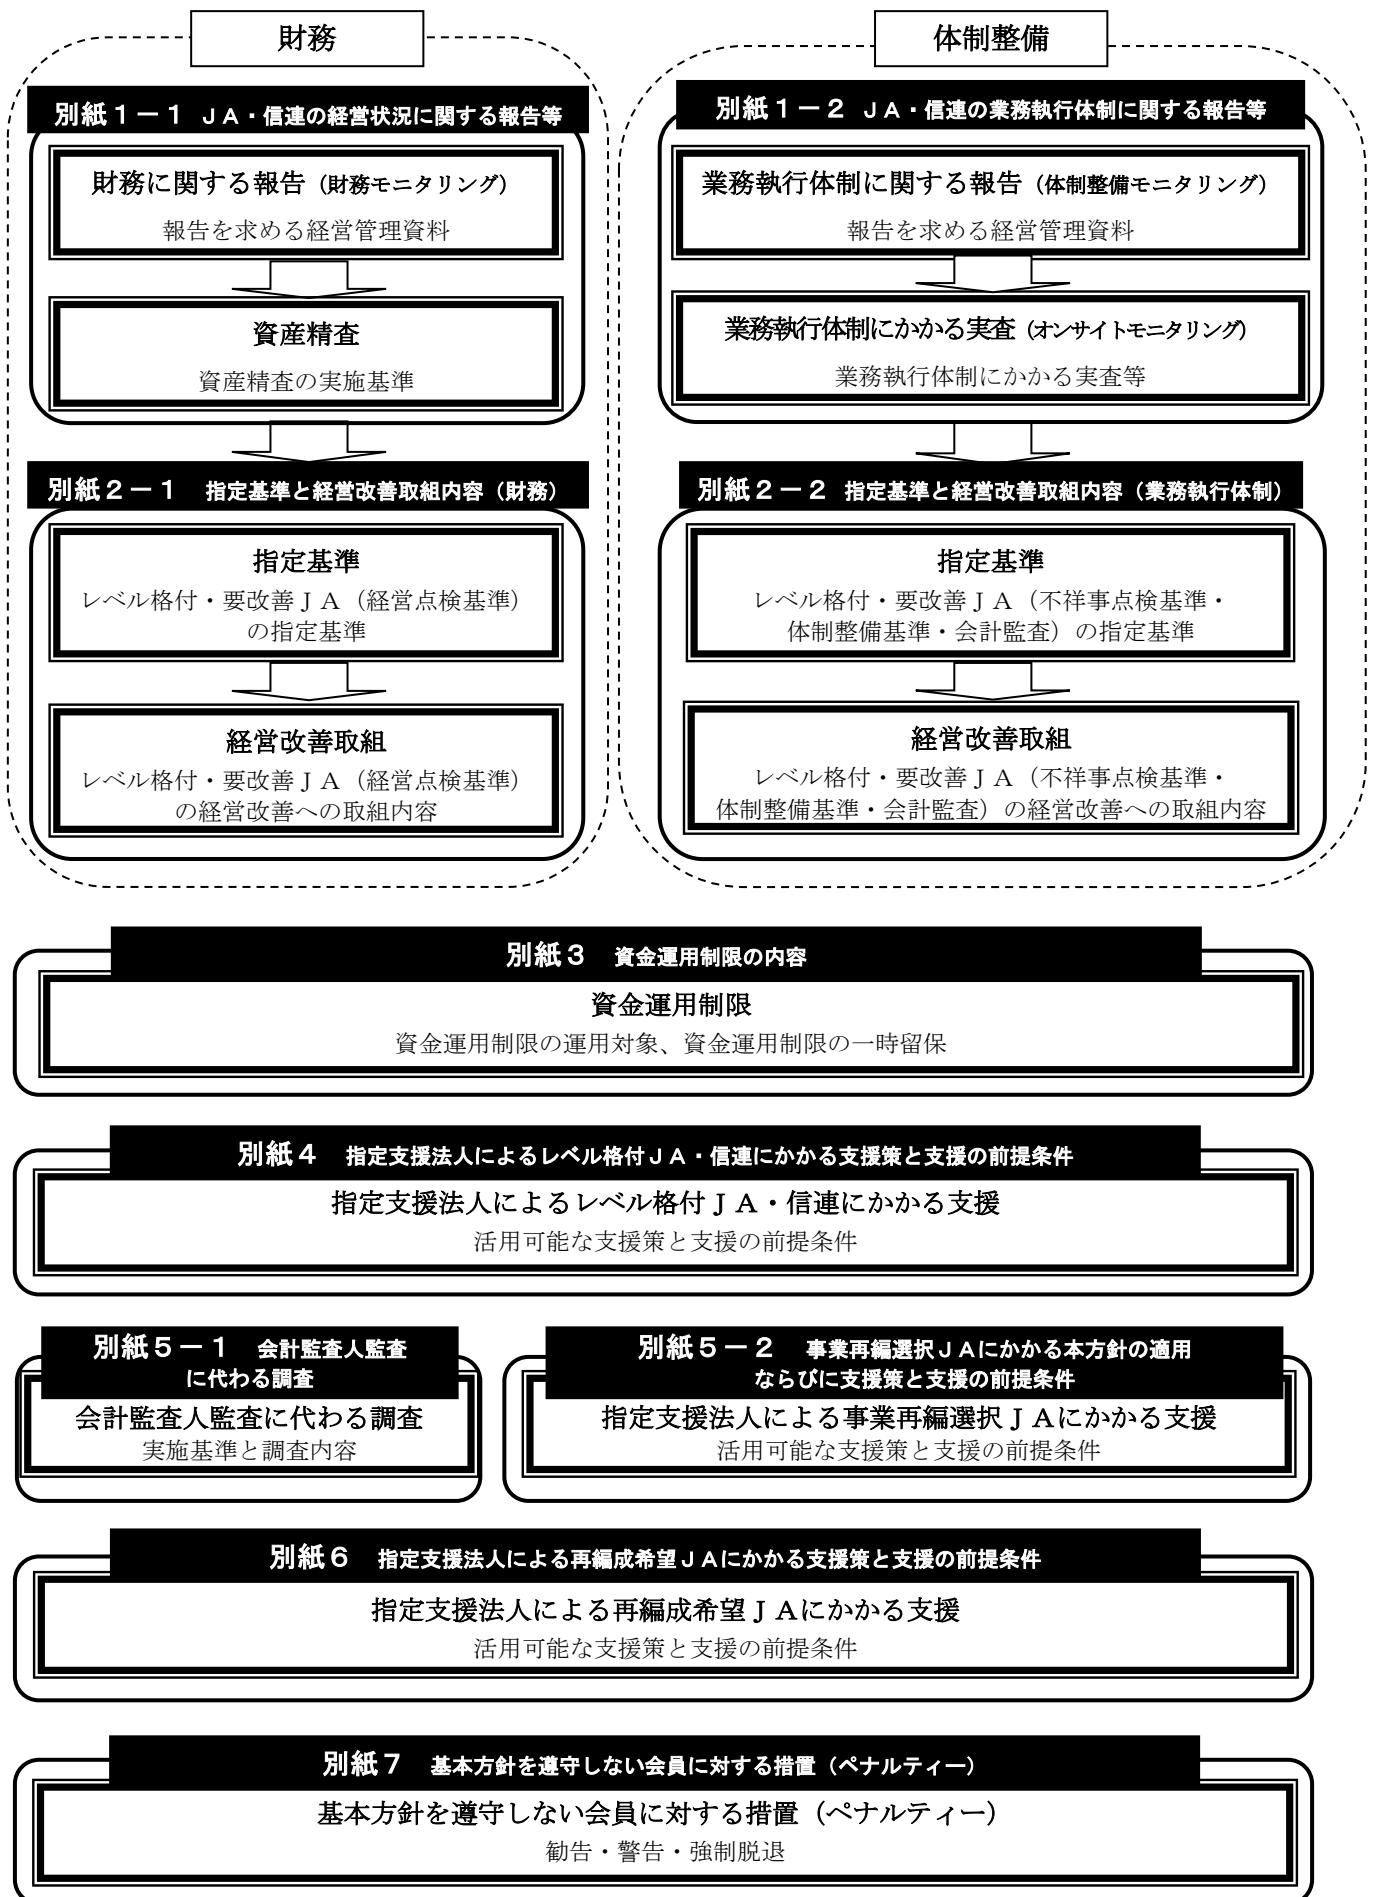 財務
別紙１－１ ＪＡ・信連の経営状況に関する報告等
財務に関する報告（財務モニタリング）
報告を求める経営管理資料
資産精査
資産精査の実施基準
別紙２－１　指定基準と経営改善取組内容（財務）
指定基準
レベル格付・要改善ＪＡ（経営点検基準）
の指定基準
経営改善取組
レベル格付・要改善ＪＡ（経営点検基準）
の経営改善への取組内容
体制整備
別紙１－２ ＪＡ・信連の業務執行体制に関する報告等
業務執行体制に関する報告（体制整備モニタリング）
報告を求める経営管理資料
業務執行体制にかかる実査（オンサイトモニタリング）
業務執行体制にかかる実査等
別紙２－２ 指定基準と経営改善取組内容（業務執行体制）
指定基準
レベル格付・要改善ＪＡ（不祥事点検基準・
体制整備基準・会計監査）の指定基準
経営改善取組
レベル格付・要改善ＪＡ（不祥事点検基準・
体制整備基準・会計監査）の経営改善への取組内容
別紙３　資金運用制限の内容
資金運用制限
資金運用制限の運用対象、資金運用制限の一時留保
別紙４　指定支援法人によるレベル格付ＪＡ・信連にかかる支援策と支援の前提条件
指定支援法人によるレベル格付ＪＡ・信連にかかる支援
活用可能な支援策と支援の前提条件
別紙５－１　会計監査人監査
に代わる調査
会計監査人監査に代わる調査
実施基準と調査内容
別紙５－２　事業再編選択ＪＡにかかる本方針の適用
ならびに支援策と支援の前提条件
指定支援法人による事業再編選択ＪＡにかかる支援
活用可能な支援策と支援の前提条件
別紙６　指定支援法人による再編成希望ＪＡにかかる支援策と支援の前提条件
指定支援法人による再編成希望ＪＡにかかる支援
活用可能な支援策と支援の前提条件
別紙７　基本方針を遵守しない会員に対する措置（ペナルティー）
基本方針を遵守しない会員に対する措置（ペナルティー）
勧告・警告・強制脱退